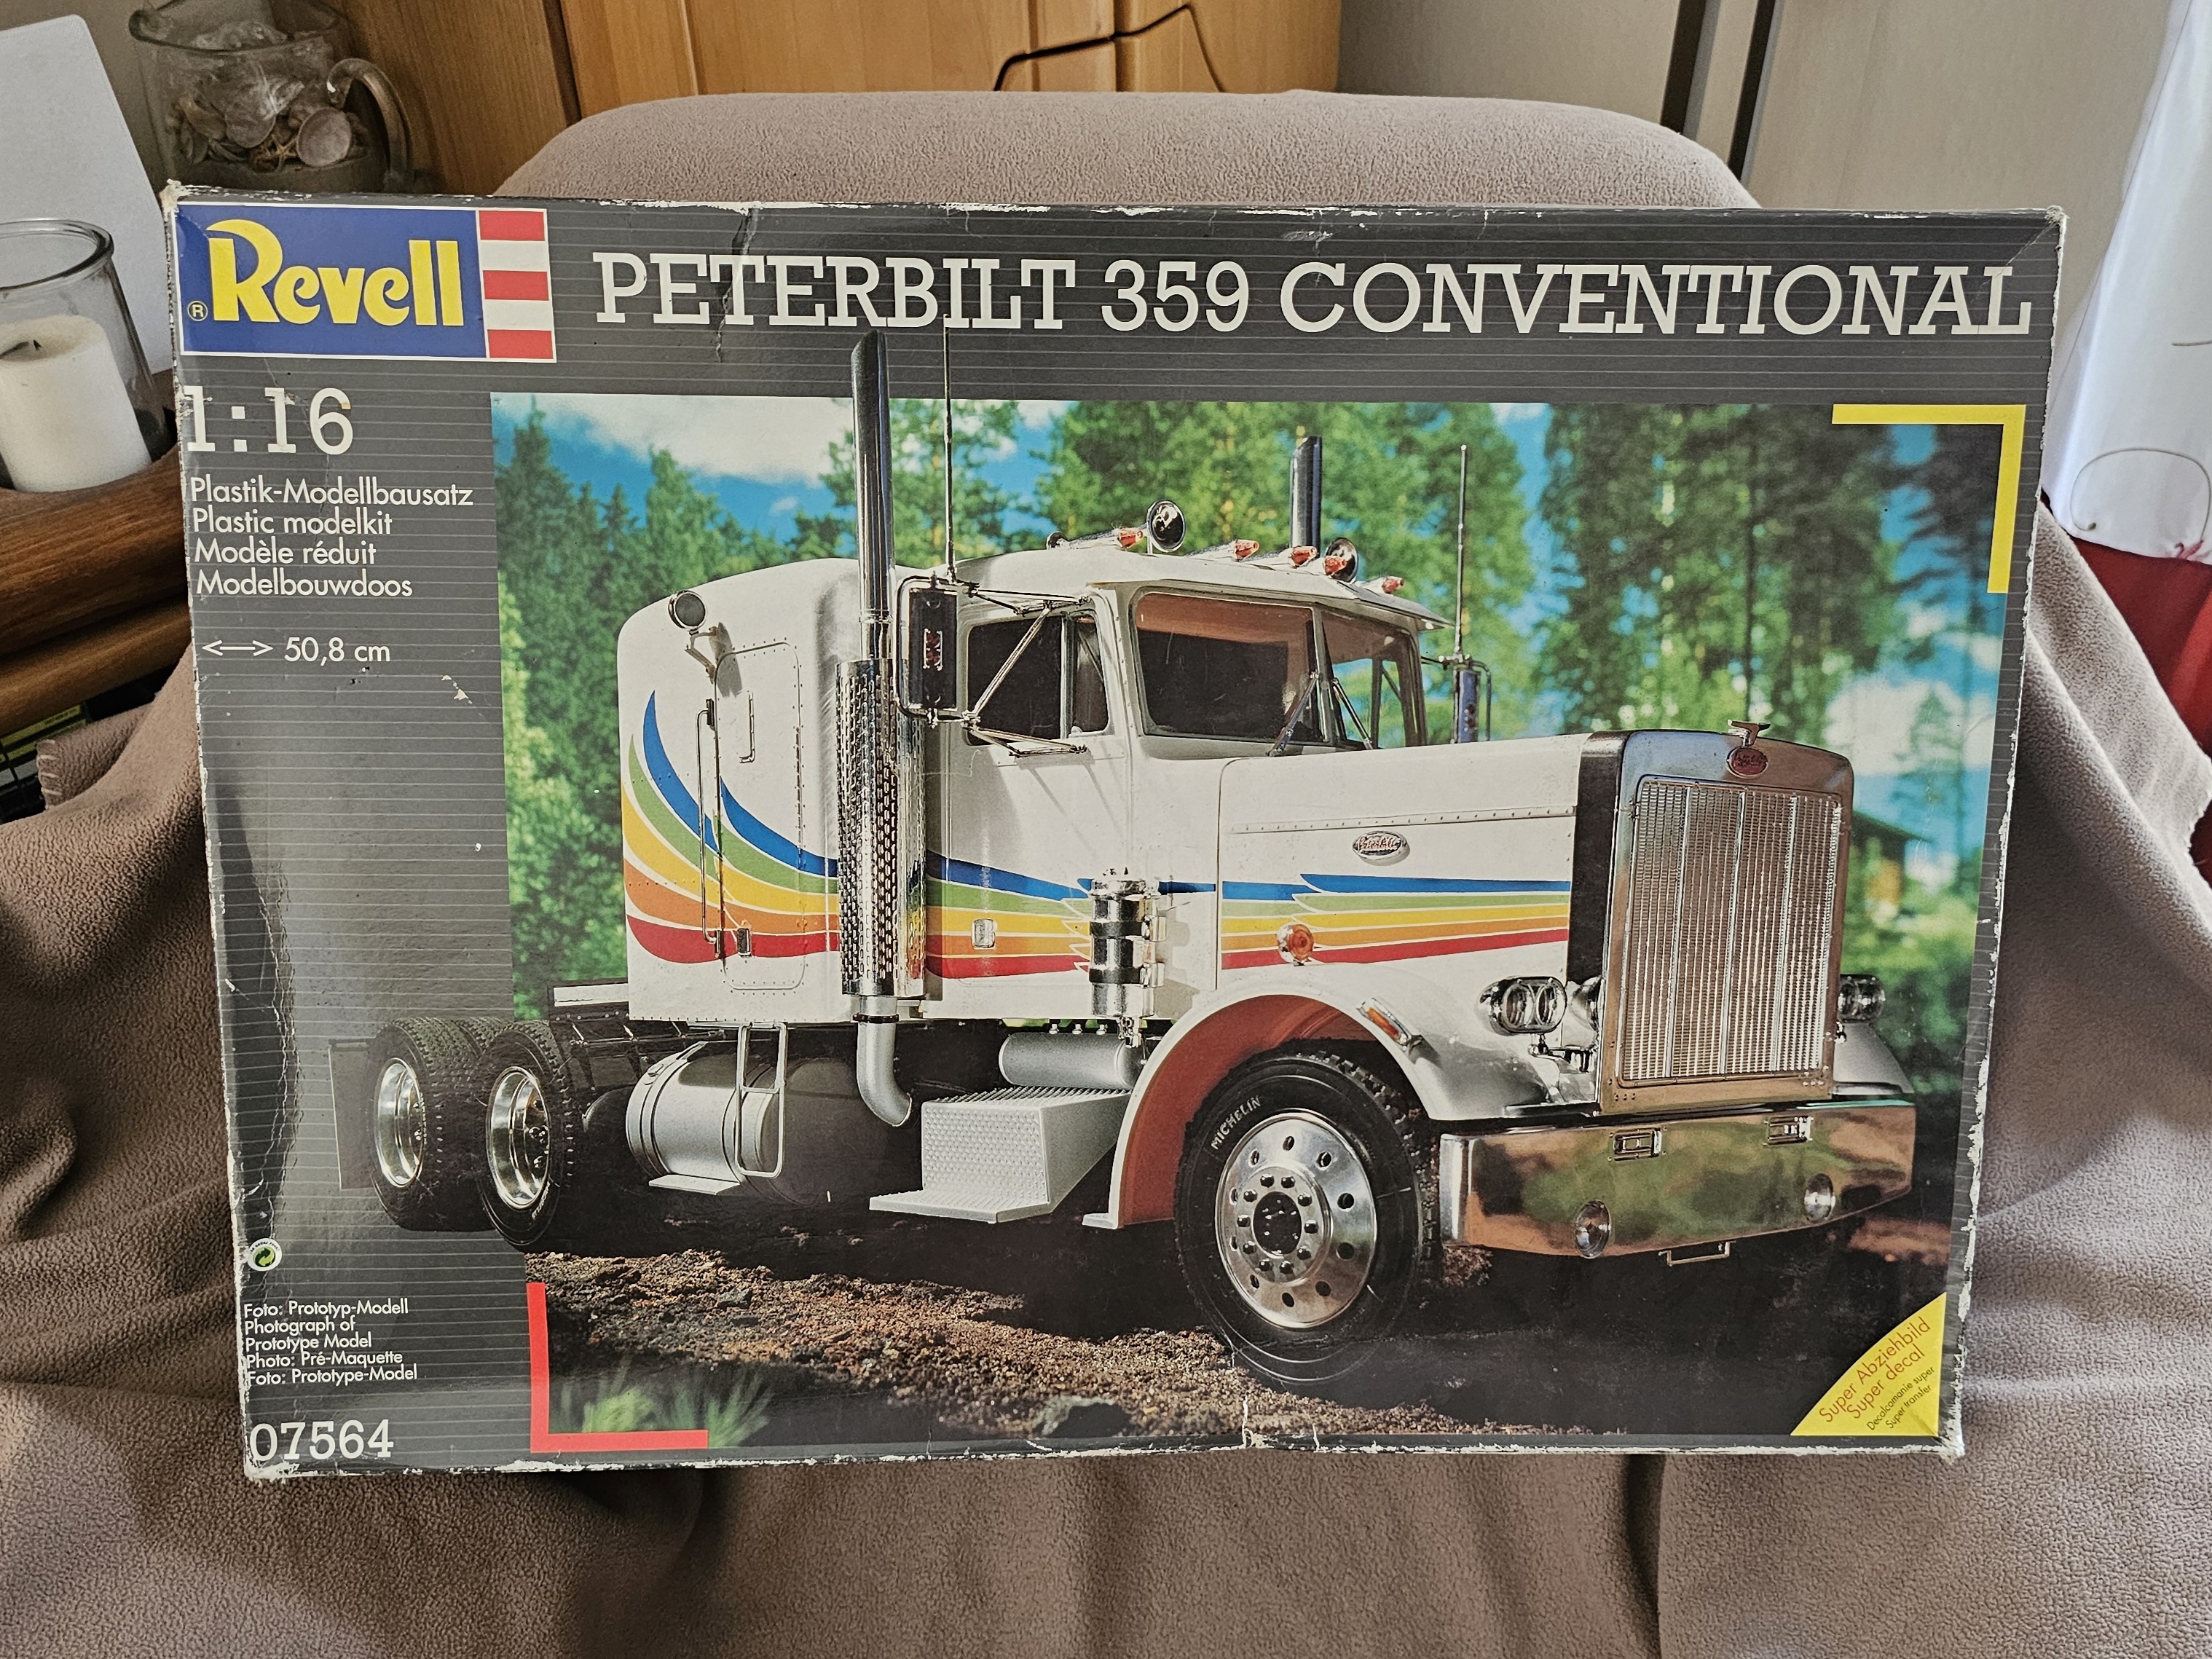 Revell
®
PETERBILT 359 CONVENTIONAL
1:16
Plastik-Modellbausatz
Plastic modelkit
Modèle réduit
Modelbouwdoos
50,8 cm
MICHELIN
Foto: Prototyp-Modell
Photograph of
Prototype Model
Photo: Pré-Maquette
Foto: Prototype-Model
07564
Super Abziehbild
Super decal
Decalcomanie super
Super transfer